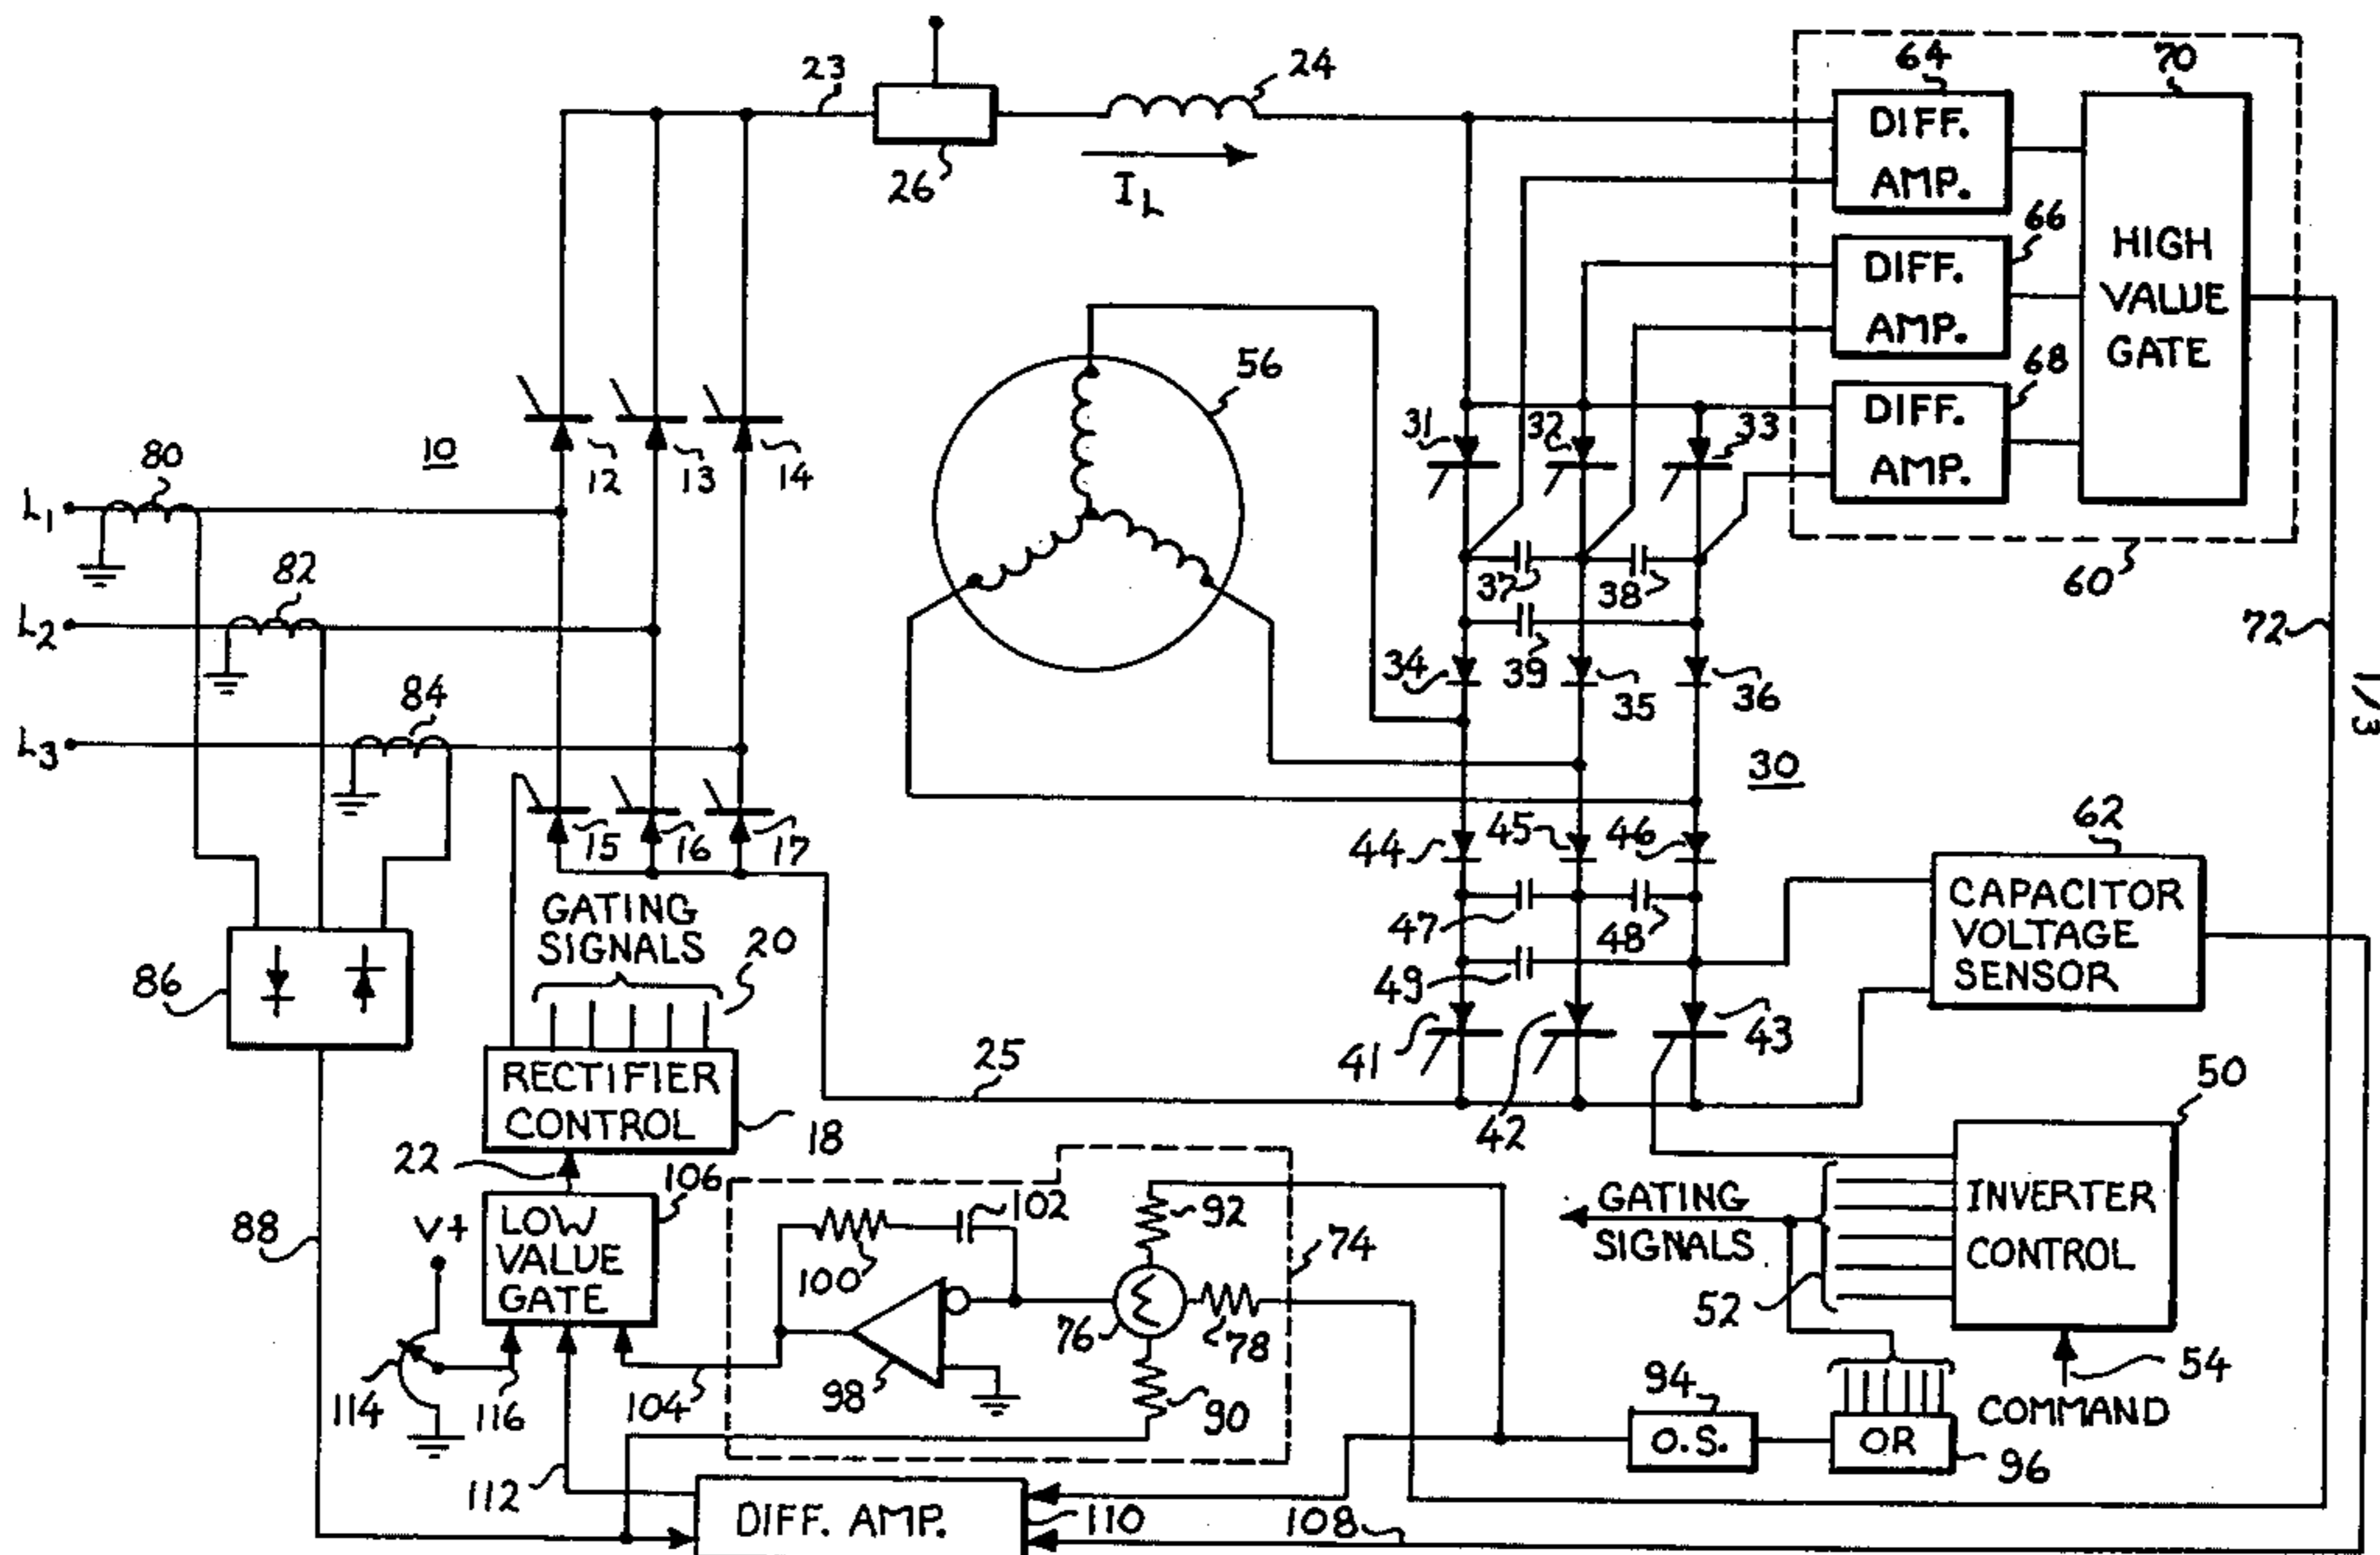 23
24
26
I_L
64
70
DIFF.
AMP.
66
DIFF.
AMP.
68
DIFF.
AMP.
HIGH
VALUE
GATE
60
72
1/3
10
12
13
14
80
L1
82
L2
84
L3
56
31
32
33
37
38
39
34
35
36
30
15
16
17
44
45
46
47
48
49
41
42
43
62
CAPACITOR
VOLTAGE
SENSOR
86
GATING
SIGNALS
20
RECTIFIER
CONTROL
18
25
22
106
LOW
VALUE
GATE
V+
88
114
116
104
112
100
102
98
92
76
78
90
74
50
INVERTER
CONTROL
GATING
SIGNALS
52
54
COMMAND
94
O.S.
OR
96
DIFF. AMP.
110
108